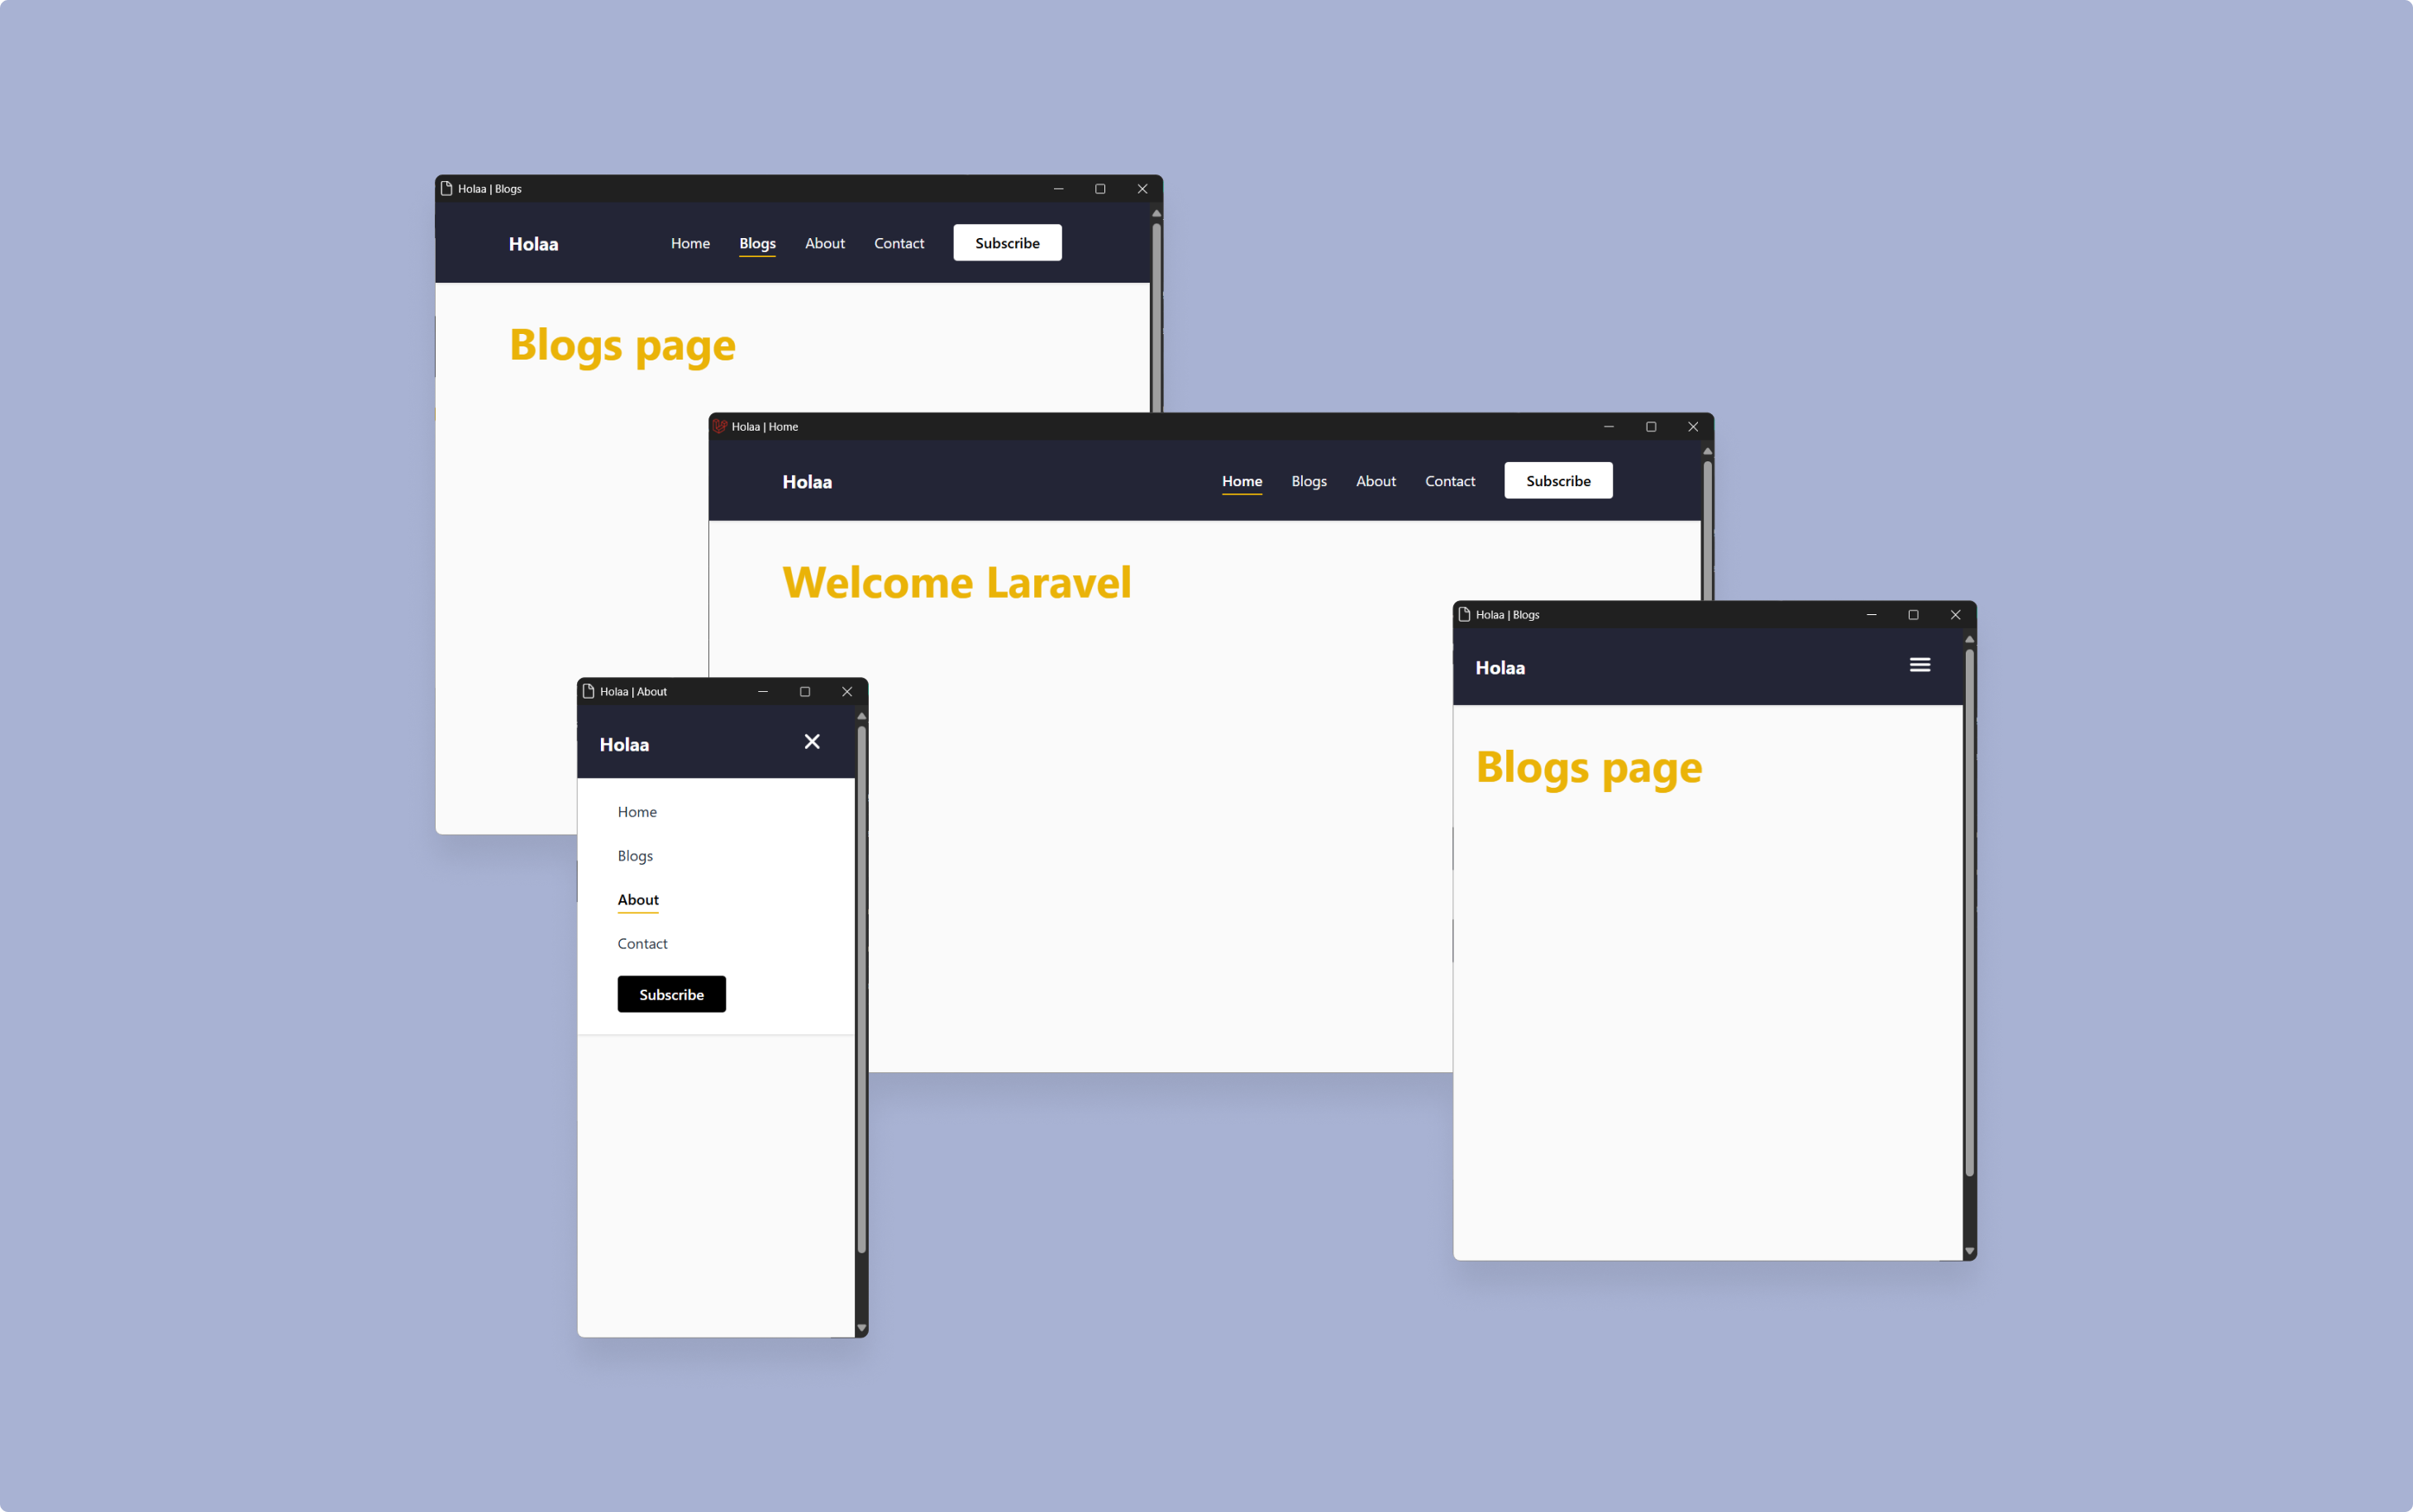 Holaa | Blogs
Holaa Home Blogs About Contact Subscribe
Blogs page
Holaa | Home
Holaa Home Blogs About Contact Subscribe
Welcome Laravel
Holaa | Blogs
Holaa
Blogs page
Holaa | About
Holaa
Home
Blogs
About
Contact
Subscribe